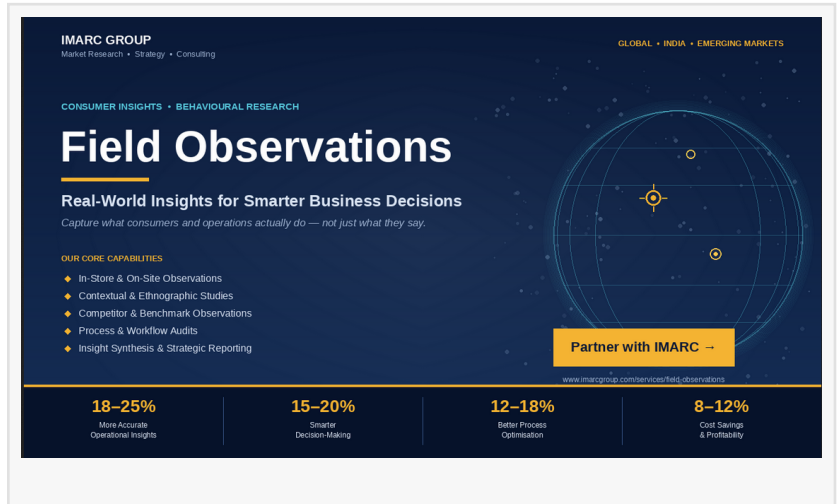 IMARC GROUP
Market Research • Strategy • Consulting
GLOBAL • INDIA • EMERGING MARKETS
CONSUMER INSIGHTS • BEHAVIOURAL RESEARCH
Field Observations
Real-World Insights for Smarter Business Decisions
Capture what consumers and operations actually do — not just what they say.
OUR CORE CAPABILITIES
◆ In-Store & On-Site Observations
◆ Contextual & Ethnographic Studies
◆ Competitor & Benchmark Observations
◆ Process & Workflow Audits
◆ Insight Synthesis & Strategic Reporting
Partner with IMARC →
www.imarcgroup.com/services/field-observations
18–25%
More Accurate
Operational Insights
15–20%
Smarter
Decision-Making
12–18%
Better Process
Optimisation
8–12%
Cost Savings
& Profitability